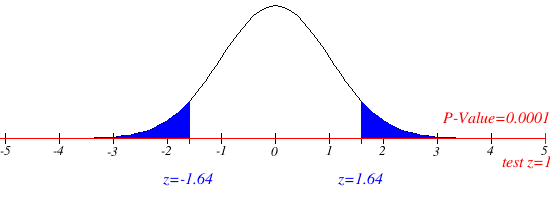 P-Value=0.0001
-5 -4 -3 -2 -1 0 1 2 3 4 5
test z=1
z=-1.64 z=1.64